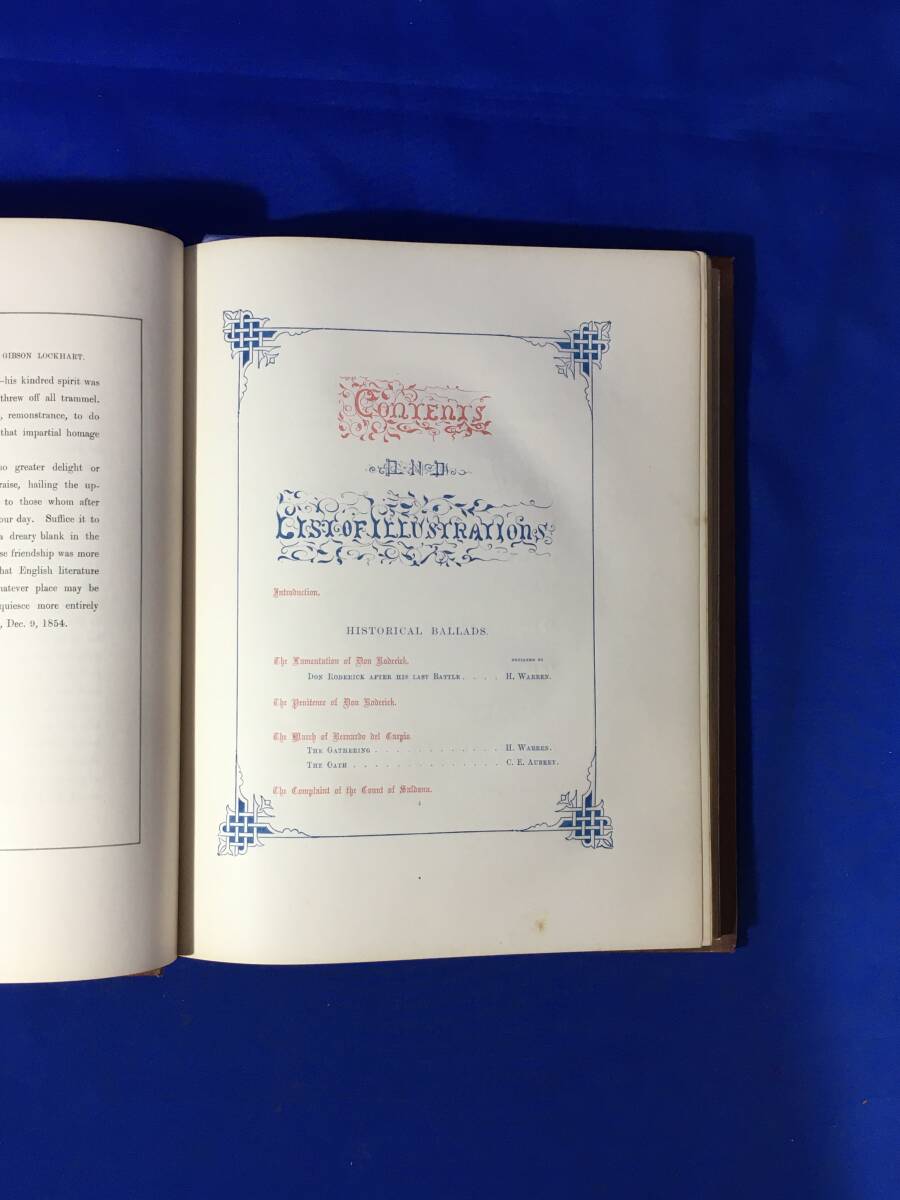 GIBSON LOCKHART.
—his kindred spirit was
threw off all trammel.
, remonstrance, to do
that impartial homage
no greater delight or
raise, hailing the up-
to those whom after
our day. Suffice it to
a dreary blank in the
se friendship was more
hat English literature
hatever place may be
quiesce more entirely
, Dec. 9, 1854.
Contents
AND
LIST OF ILLUSTRATIONS.
Introduction.
HISTORICAL BALLADS.
The Lamentation of Don Roderick.
DESIGNED BY
DON RODERICK AFTER HIS LAST BATTLE . . . . H. WARREN.
The Penitence of Don Roderick.
The March of Bernardo del Carpio.
THE GATHERING . . . . . . . . . . . . H. WARREN.
THE OATH . . . . . . . . . . . . . . C. E. AUBREY.
The Complaint of the Count of Saldana.